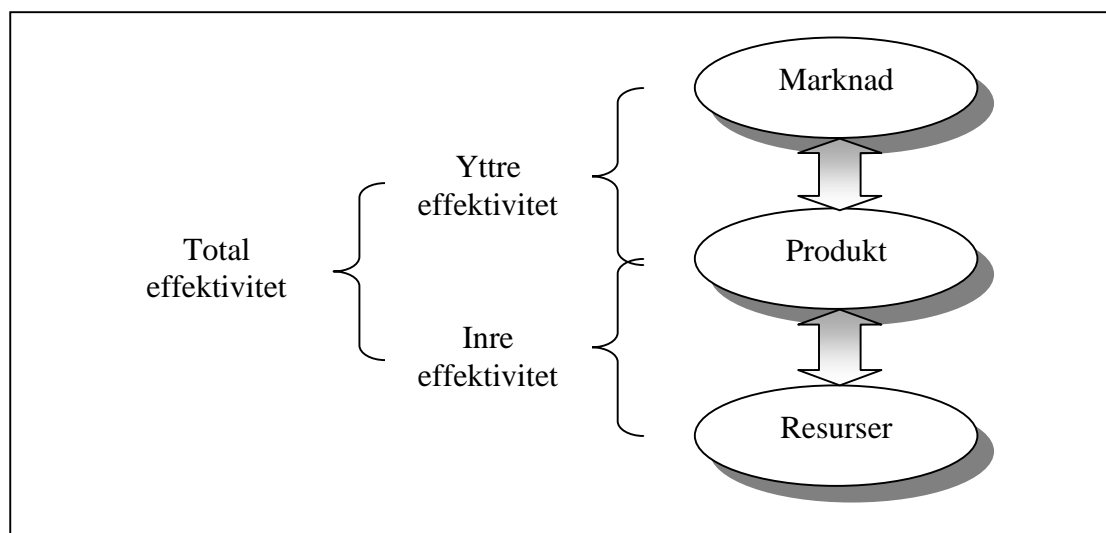 Marknad
Yttre
effektivitet
Total
effektivitet
Produkt
Inre
effektivitet
Resurser